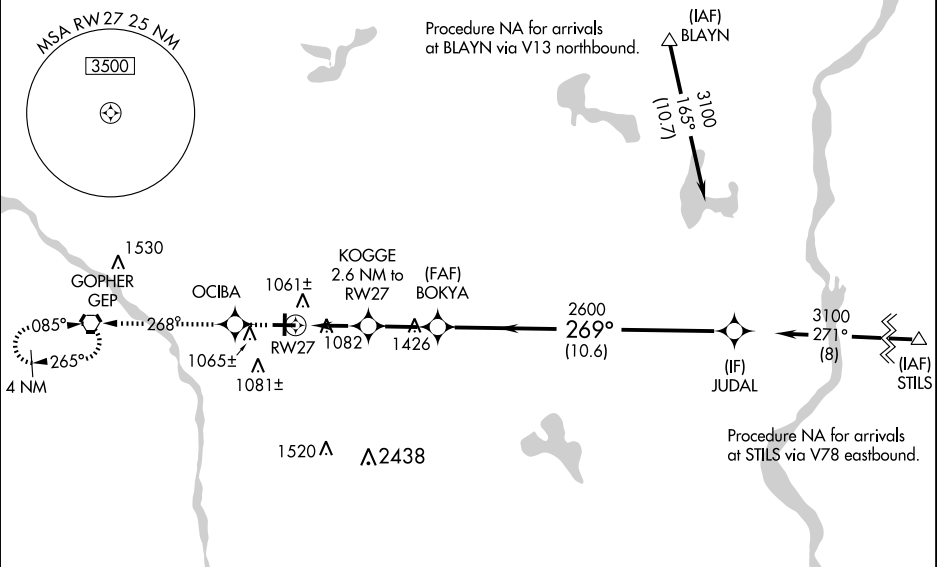 MSA RW27 25 NM
3500
Procedure NA for arrivals
at BLAYN via V13 northbound.
(IAF)
BLAYN
3100
165°
(10.7)
1530
GOPHER
GEP
OCIBA
1061±
KOGGE
2.6 NM to
RW27
(FAF)
BOKYA
2600
269°
(10.6)
3100
271°
(8)
085°
268°
265°
4 NM
1065±
RW27
1082
1426
1081±
(IF)
JUDAL
(IAF)
STILS
Procedure NA for arrivals
at STILS via V78 eastbound.
1520
2438